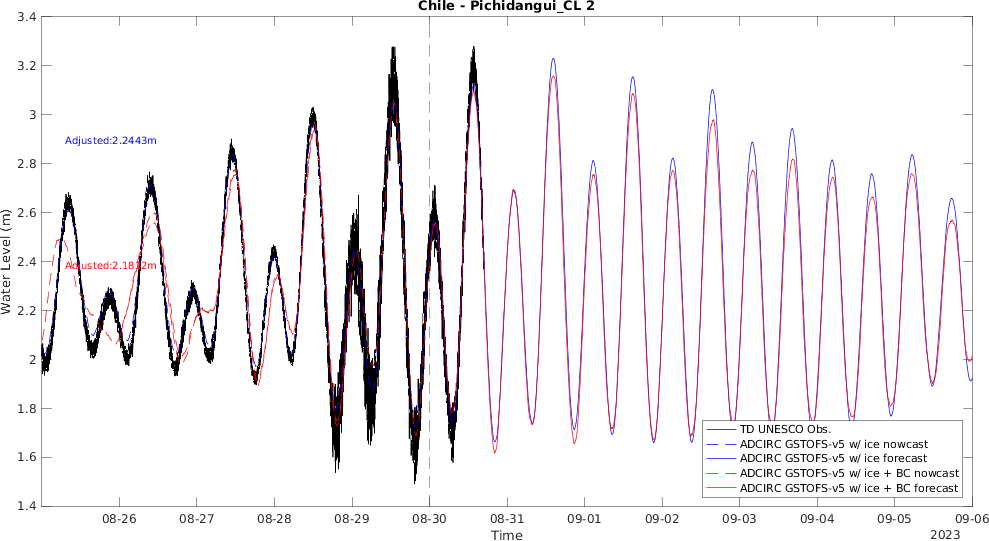 Chile - Pichidangui_CL 2
3.4
3.2
3
2.8
2.6
2.4
2.2
2
1.8
1.6
1.4
Water Level (m)
Adjusted:2.2443m
Adjusted:2.1812m
TD UNESCO Obs.
ADCIRC GSTOFS-v5 w/ ice nowcast
ADCIRC GSTOFS-v5 w/ ice forecast
ADCIRC GSTOFS-v5 w/ ice + BC nowcast
ADCIRC GSTOFS-v5 w/ ice + BC forecast
08-26 08-27 08-28 08-29 08-30 08-31 09-01 09-02 09-03 09-04 09-05 09-06
Time
2023